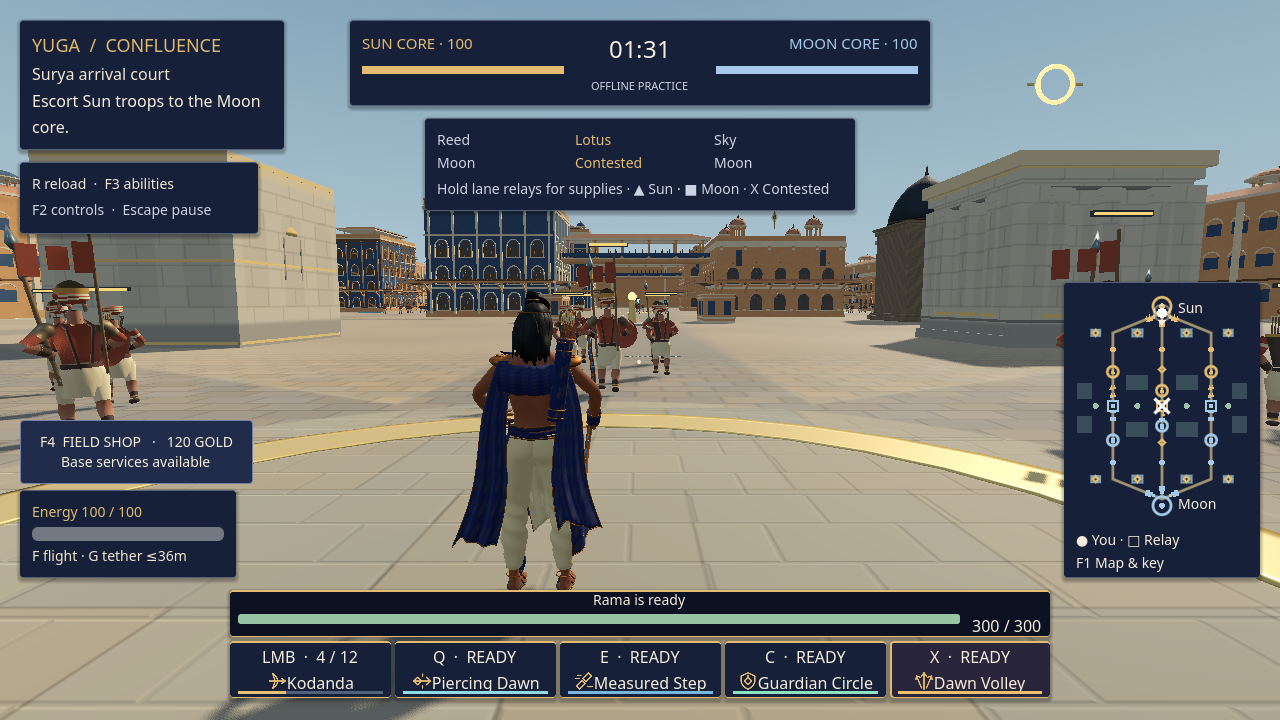 YUGA / CONFLUENCE
Surya arrival court
Escort Sun troops to the Moon
core.
R reload · F3 abilities
F2 controls · Escape pause
SUN CORE · 100
01:31
MOON CORE · 100
OFFLINE PRACTICE
Reed Lotus Sky
Moon Contested Moon
Hold lane relays for supplies · ▲ Sun · ■ Moon · X Contested
Sun
Moon
● You · □ Relay
F1 Map & key
F4 FIELD SHOP · 120 GOLD
Base services available
Energy 100 / 100
F flight · G tether ≤36m
Rama is ready
300 / 300
LMB · 4 / 12
Kodanda
Q · READY
Piercing Dawn
E · READY
Measured Step
C · READY
Guardian Circle
X · READY
Dawn Volley